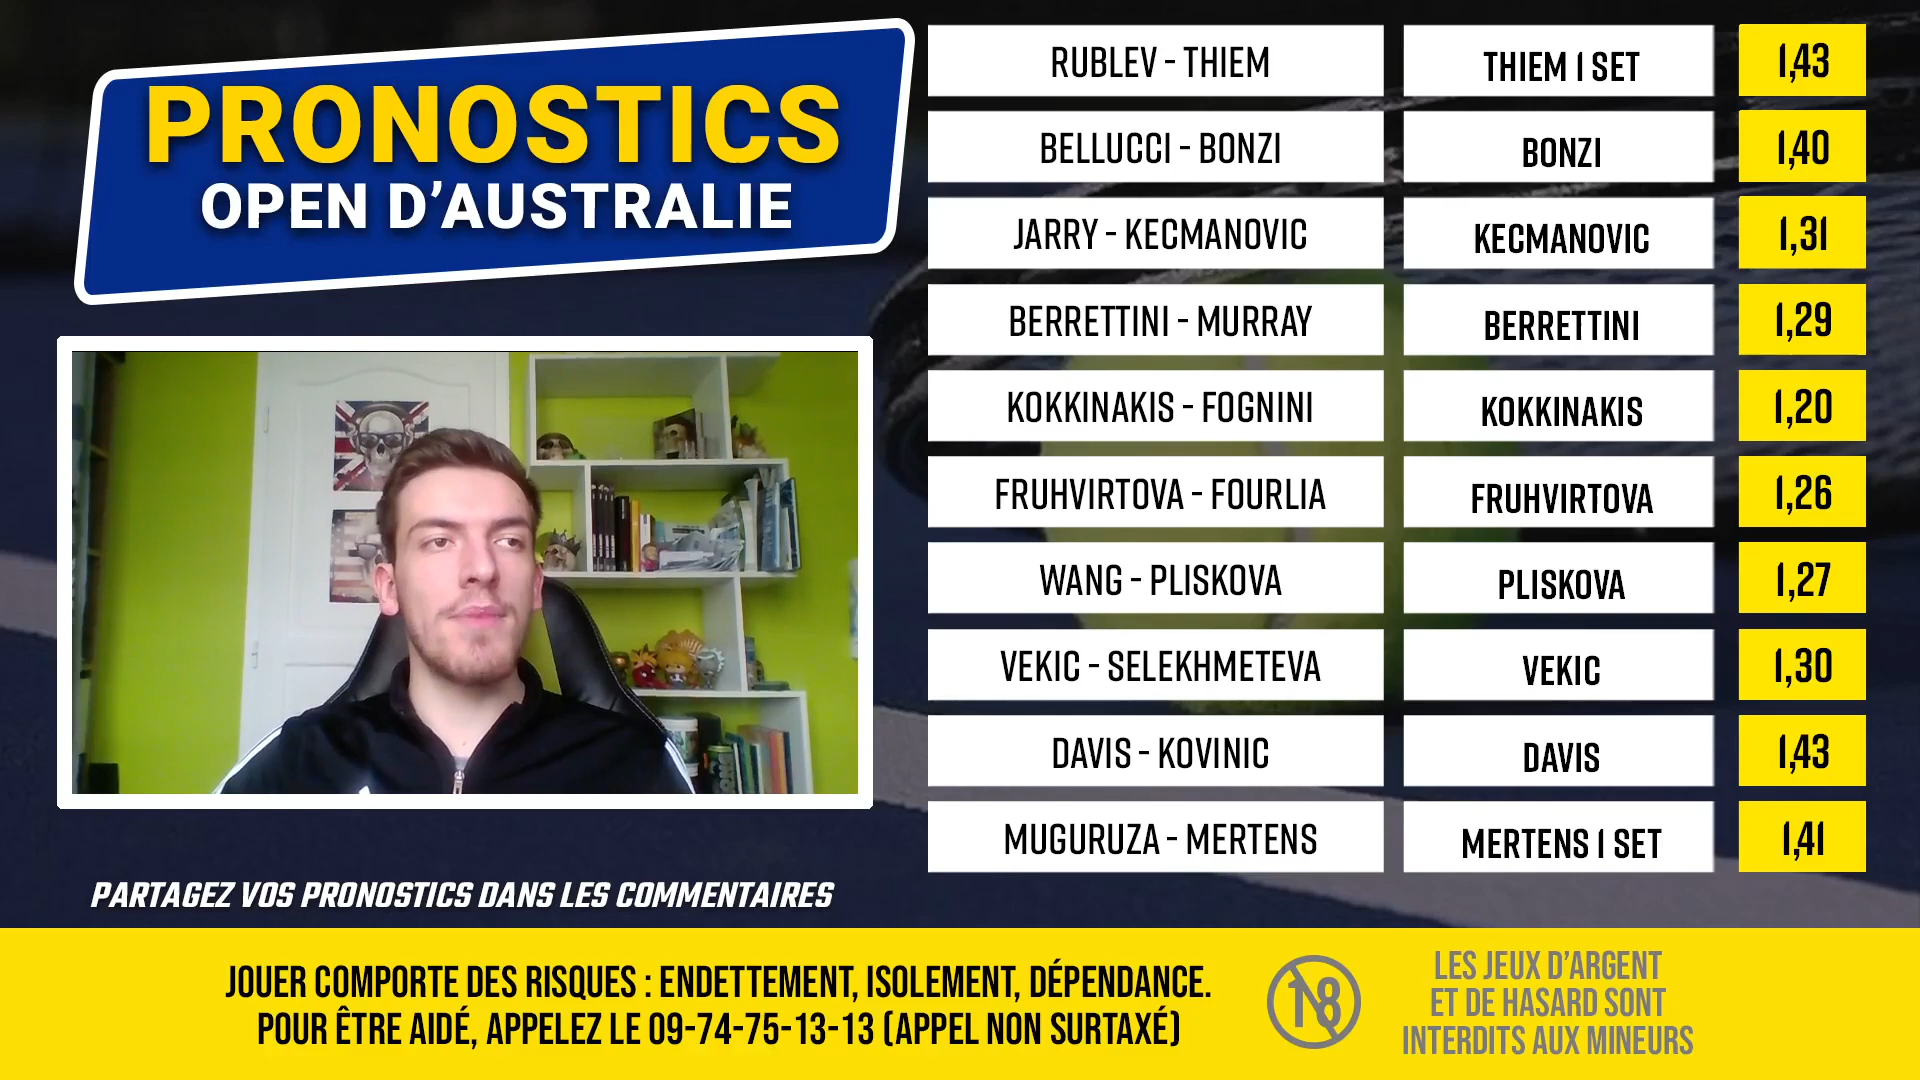 PRONOSTICS
OPEN D'AUSTRALIE
RUBLEV - THIEM THIEM 1 SET 1,43
BELLUCCI - BONZI BONZI 1,40
JARRY - KECMANOVIC KECMANOVIC 1,31
BERRETTINI - MURRAY BERRETTINI 1,29
KOKKINAKIS - FOGNINI KOKKINAKIS 1,20
FRUHVIRTOVA - FOURLIA FRUHVIRTOVA 1,26
WANG - PLISKOVA PLISKOVA 1,27
VEKIC - SELEKHMETEVA VEKIC 1,30
DAVIS - KOVINIC DAVIS 1,43
MUGURUZA - MERTENS MERTENS 1 SET 1,41
PARTAGEZ VOS PRONOSTICS DANS LES COMMENTAIRES
JOUER COMPORTE DES RISQUES : ENDETTEMENT, ISOLEMENT, DÉPENDANCE.
POUR ÊTRE AIDÉ, APPELEZ LE 09-74-75-13-13 (APPEL NON SURTAXÉ)
18
LES JEUX D'ARGENT
ET DE HASARD SONT
INTERDITS AUX MINEURS